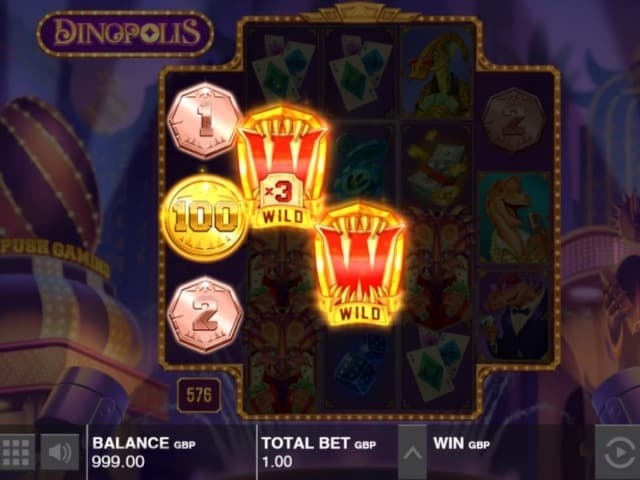 DINOPOLIS
1
2
W
×3
WILD
100
PUSH GAMING
W
WILD
2
576
BALANCE GBP
999.00
TOTAL BET GBP
1.00
WIN GBP